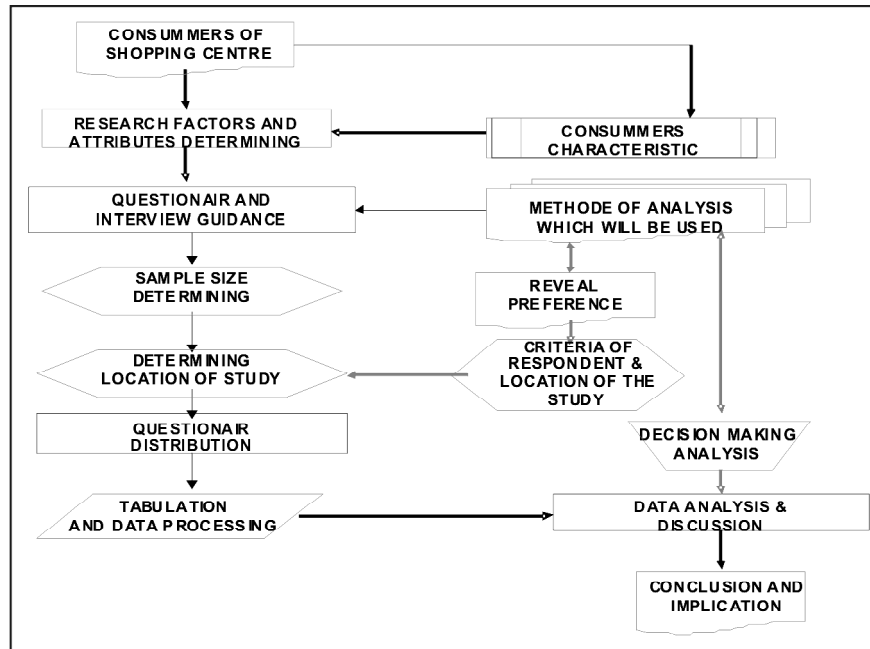 CONSUMMERS OF
SHOPPING CENTRE
RESEARCH FACTORS AND
ATTRIBUTES DETERMINING
CONSUMMERS
CHARACTERISTIC
QUESTIONAIR AND
INTERVIEW GUIDANCE
METHODE OF ANALYSIS
WHICH WILL BE USED
SAMPLE SIZE
DETERMINING
REVEAL
PREFERENCE
DETERMINING
LOCATION OF STUDY
CRITERIA OF
RESPONDENT &
LOCATION OF THE
STUDY
QUESTIONAIR
DISTRIBUTION
DECISION MAKING
ANALYSIS
TABULATION
AND DATA PROCESSING
DATA ANALYSIS &
DISCUSSION
CONCLUSION AND
IMPLICATION